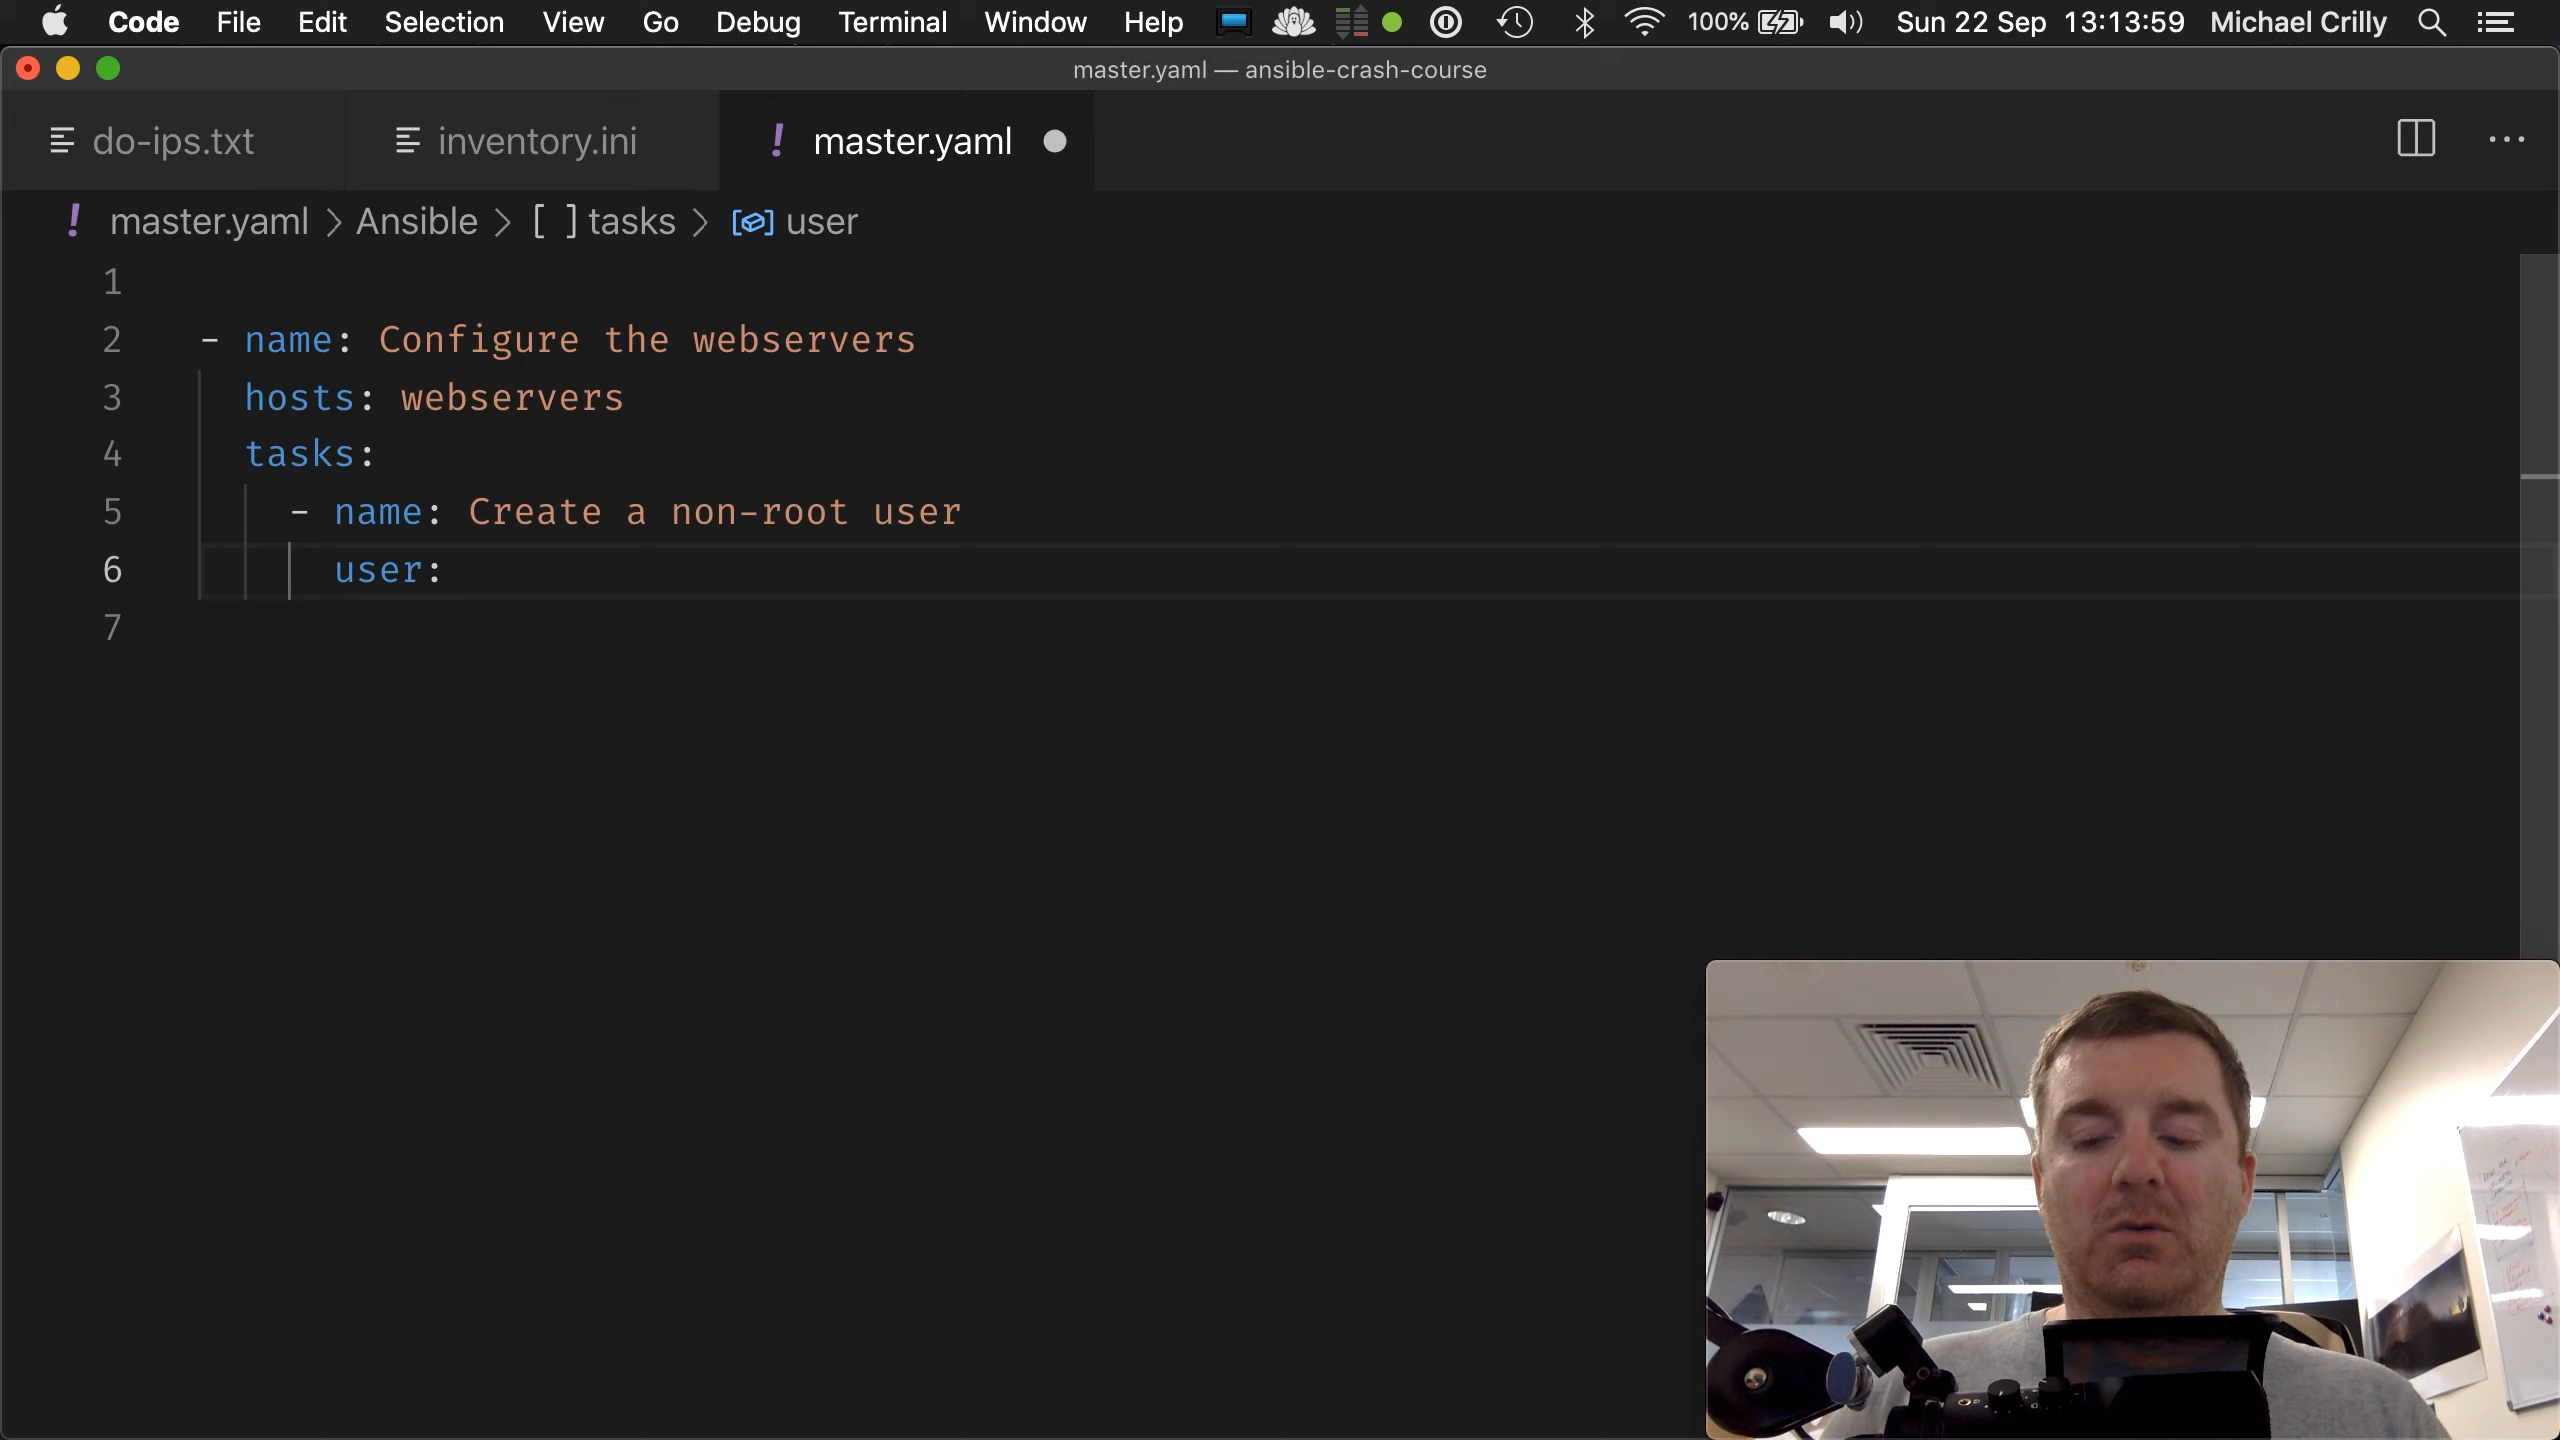 Code File Edit Selection View Go Debug Terminal Window Help 100% Sun 22 Sep 13:13:59 Michael Crilly
master.yaml — ansible-crash-course
do-ips.txt inventory.ini ! master.yaml
! master.yaml > Ansible > [ ] tasks > user
1
2 - name: Configure the webservers
3 hosts: webservers
4 tasks:
5 - name: Create a non-root user
6 user:
7